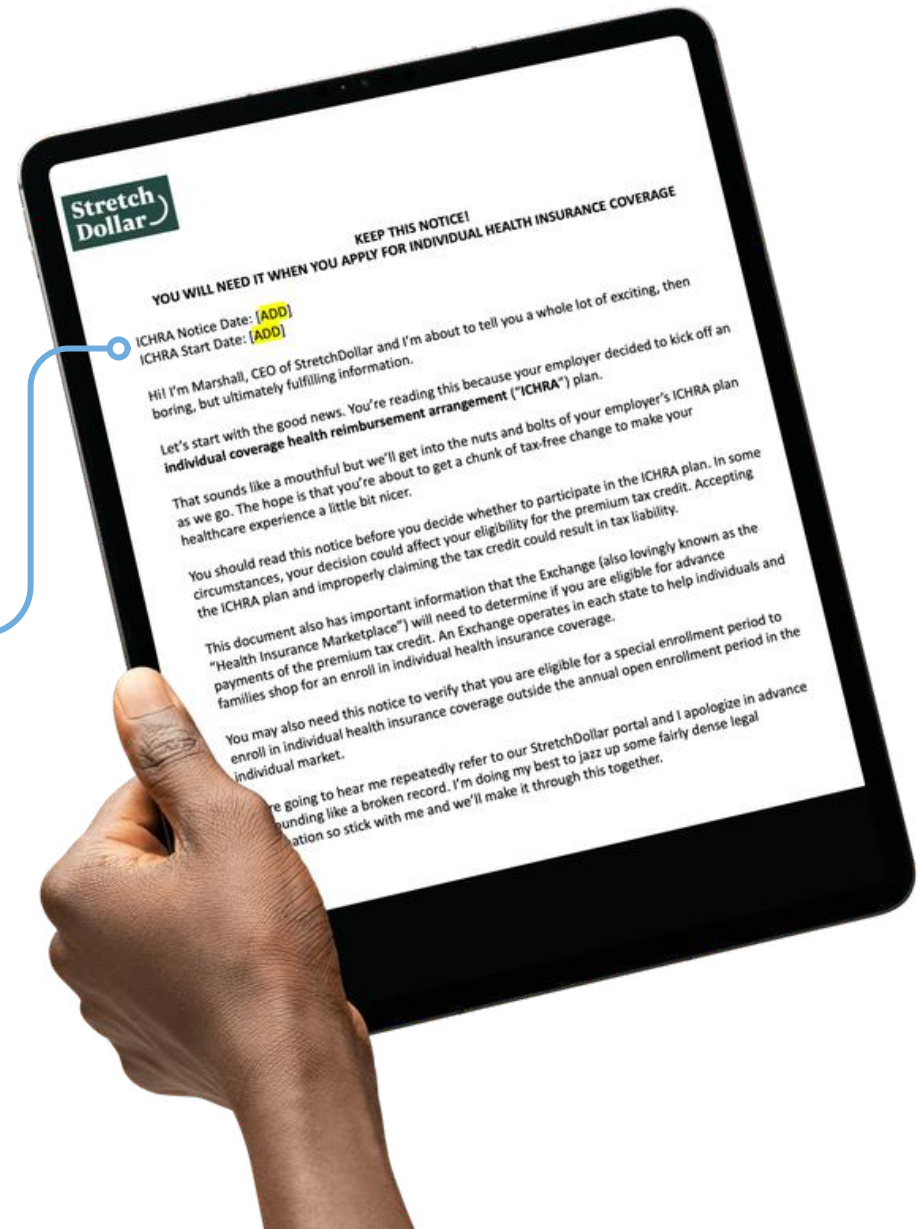 Stretch
Dollar
KEEP THIS NOTICE!
YOU WILL NEED IT WHEN YOU APPLY FOR INDIVIDUAL HEALTH INSURANCE COVERAGE
ICHRA Notice Date: [ADD]
ICHRA Start Date: [ADD]
Hi! I'm Marshall, CEO of StretchDollar and I'm about to tell you a whole lot of exciting, then
boring, but ultimately fulfilling information.
Let's start with the good news. You're reading this because your employer decided to kick off an
individual coverage health reimbursement arrangement ("ICHRA") plan.
That sounds like a mouthful but we'll get into the nuts and bolts of your employer's ICHRA plan
as we go. The hope is that you're about to get a chunk of tax-free change to make your
healthcare experience a little bit nicer.
You should read this notice before you decide whether to participate in the ICHRA plan. In some
circumstances, your decision could affect your eligibility for the premium tax credit. Accepting
the ICHRA plan and improperly claiming the tax credit could result in tax liability.
This document also has important information that the Exchange (also lovingly known as the
"Health Insurance Marketplace") will need to determine if you are eligible for advance
payments of the premium tax credit. An Exchange operates in each state to help individuals and
families shop for an enroll in individual health insurance coverage.
You may also need this notice to verify that you are eligible for a special enrollment period to
enroll in individual health insurance coverage outside the annual open enrollment period in the
individual market.
going to hear me repeatedly refer to our StretchDollar portal and I apologize in advance
like a broken record. I'm doing my best to jazz up some fairly dense legal
so stick with me and we'll make it through this together.